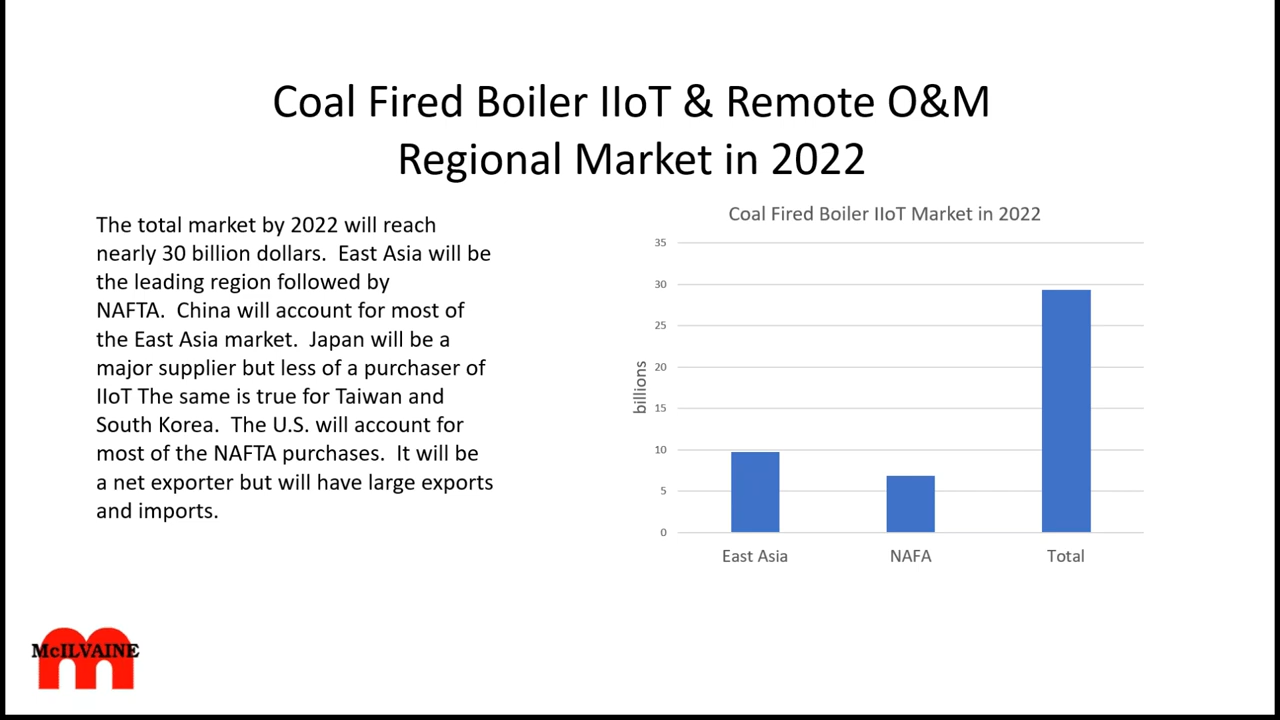 Coal Fired Boiler IIoT & Remote O&M
Regional Market in 2022
The total market by 2022 will reach
nearly 30 billion dollars.  East Asia will be
the leading region followed by
NAFTA.  China will account for most of
the East Asia market.  Japan will be a
major supplier but less of a purchaser of
IIoT The same is true for Taiwan and
South Korea.  The U.S. will account for
most of the NAFTA purchases.  It will be
a net exporter but will have large exports
and imports.
Coal Fired Boiler IIoT Market in 2022
35
30
25
20
15
10
5
0
billions
East Asia
NAFA
Total
McILVAINE